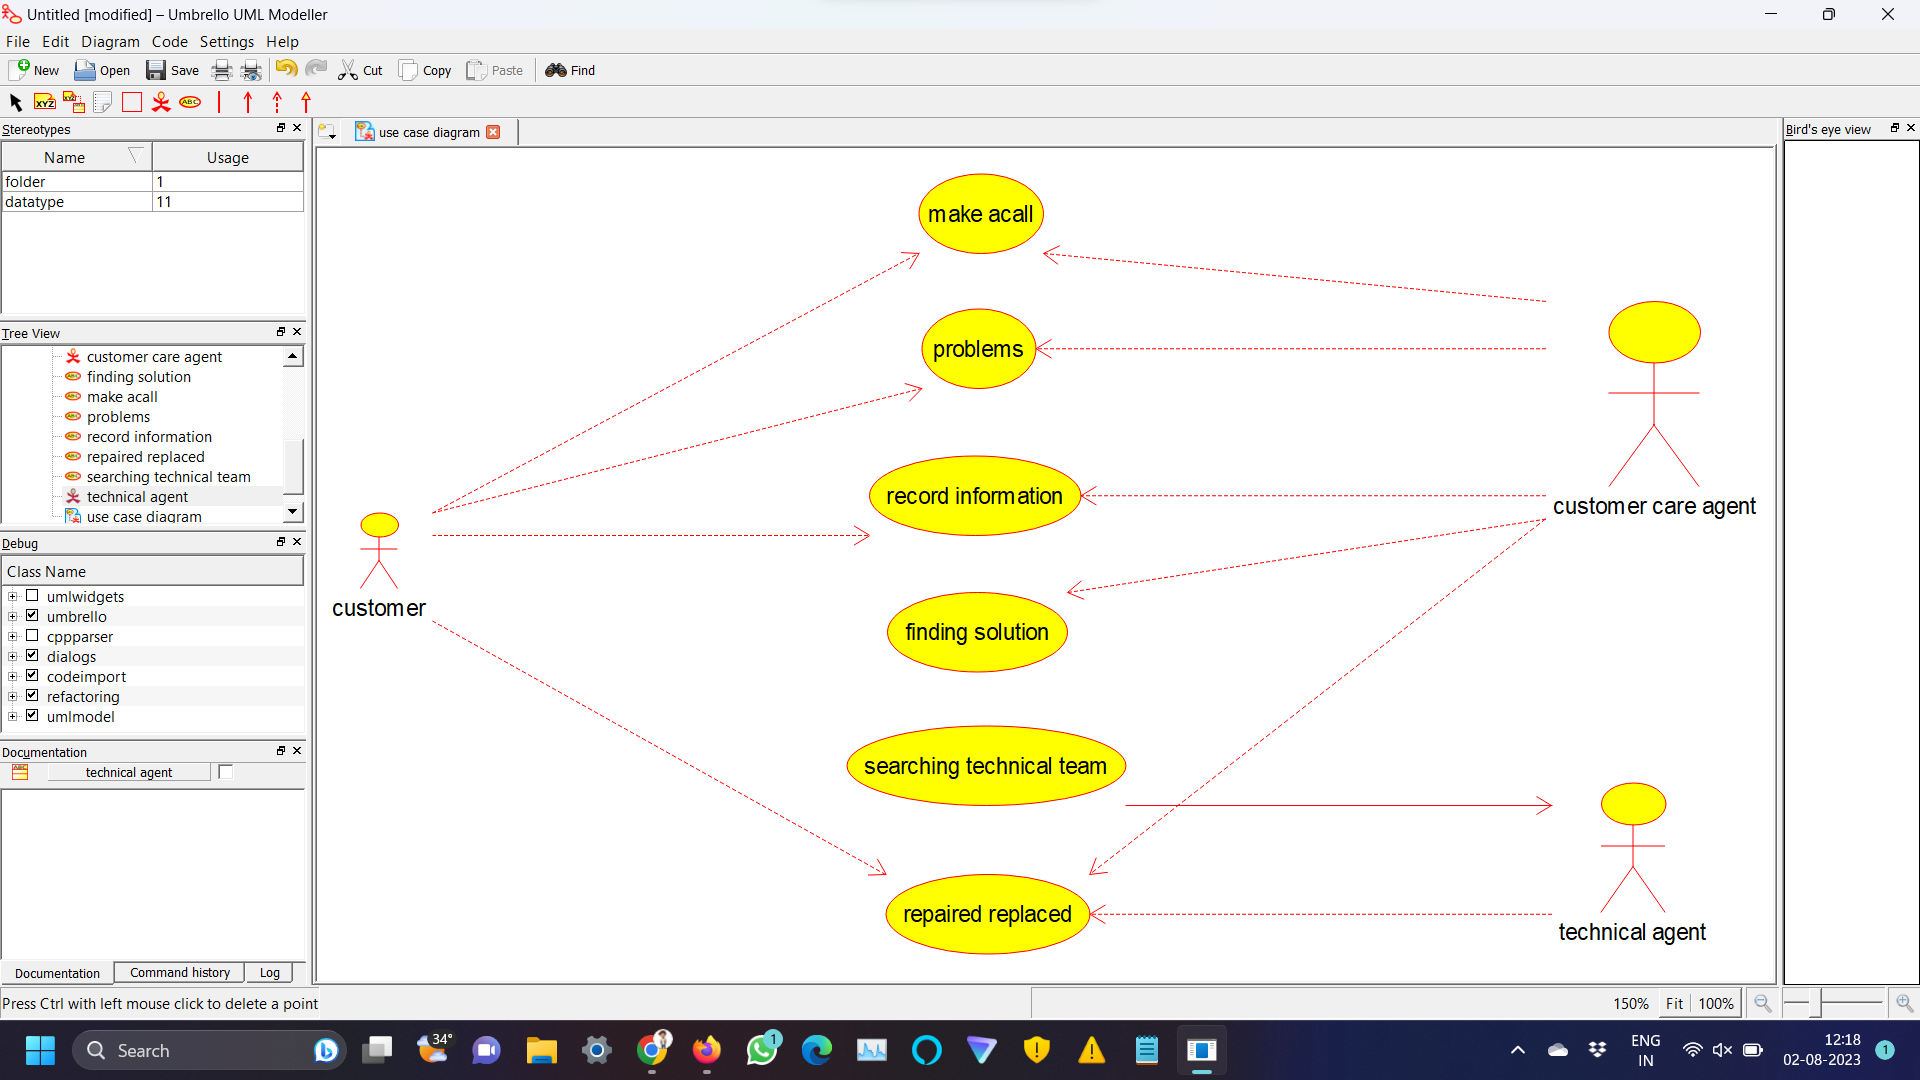 Untitled [modified] – Umbrello UML Modeller
File Edit Diagram Code Settings Help
New Open Save Cut Copy Paste Find
XYZ XYZ ABC
Stereotypes
Name Usage
folder 1
datatype 11
Tree View
customer care agent
finding solution
make acall
problems
record information
repaired replaced
searching technical team
technical agent
use case diagram
Debug
Class Name
umlwidgets
umbrello
cppparser
dialogs
codeimport
refactoring
umlmodel
Documentation
technical agent
Documentation Command history Log
use case diagram
make acall
problems
record information
finding solution
searching technical team
repaired replaced
customer
customer care agent
technical agent
Bird's eye view
Press Ctrl with left mouse click to delete a point
150% Fit 100%
Search
34°
1
ENG
IN
12:18
02-08-2023
1